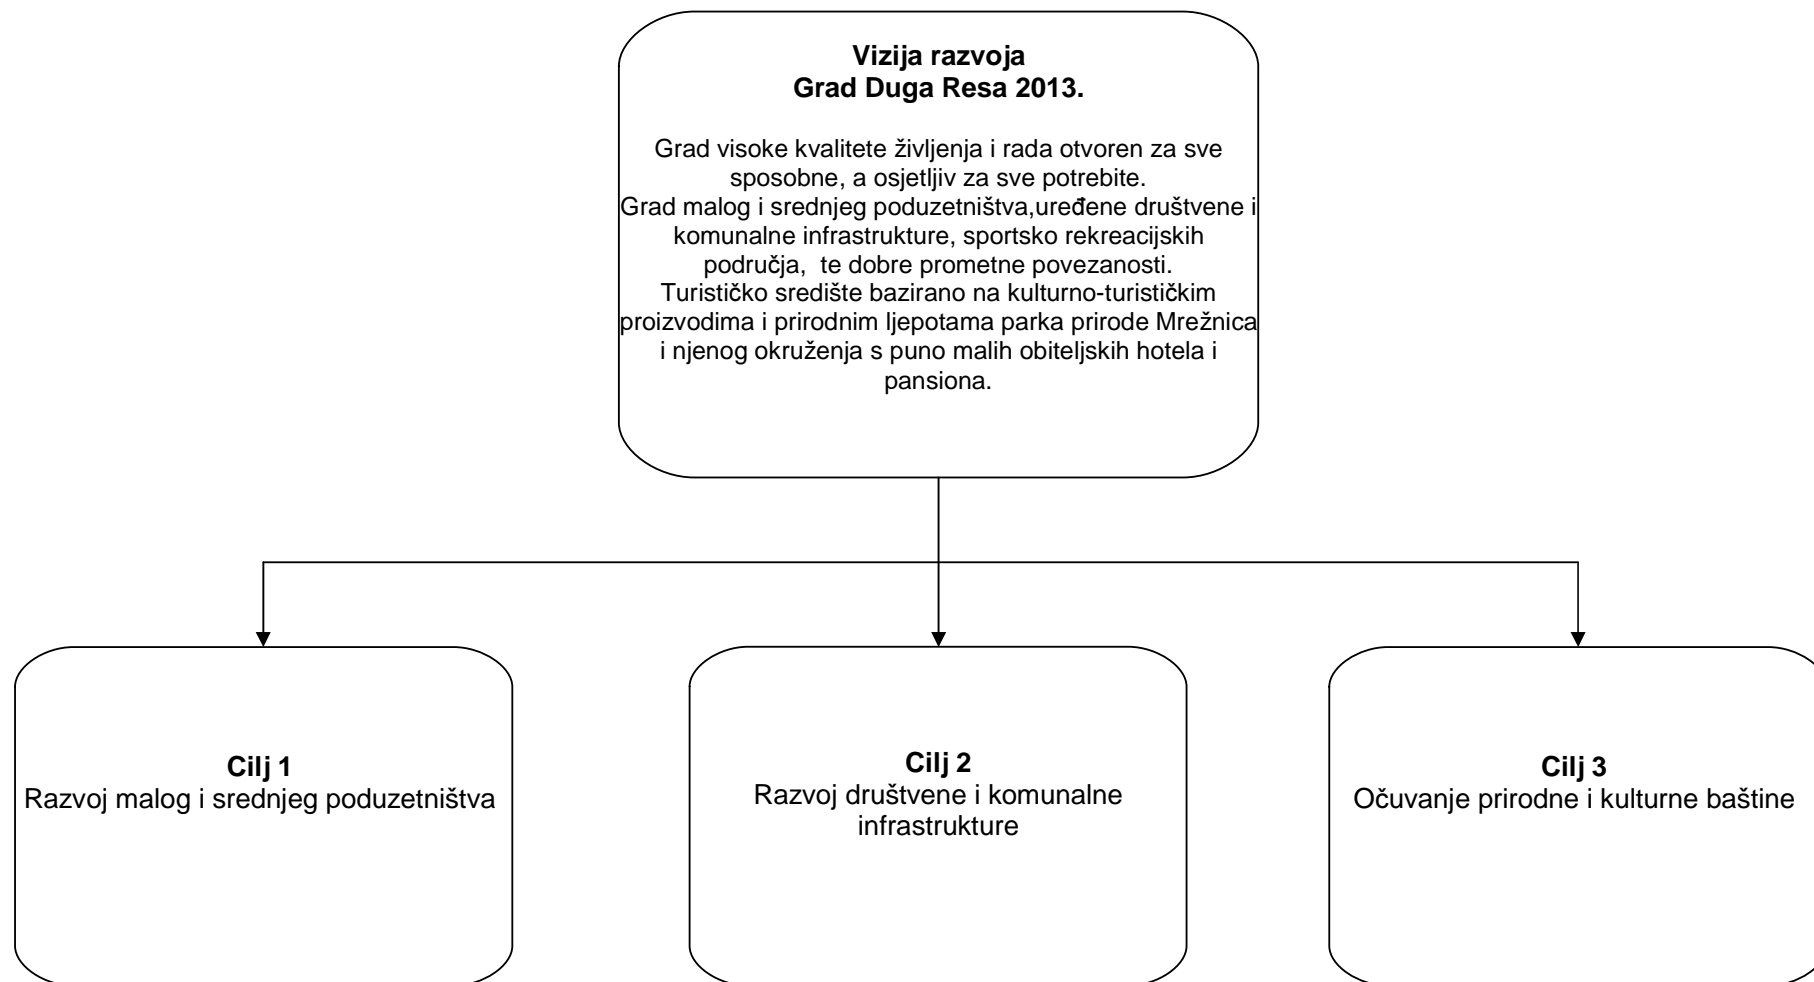 Vizija razvoja
Grad Duga Resa 2013.
Grad visoke kvalitete življenja i rada otvoren za sve
sposobne, a osjetljiv za sve potrebite.
Grad malog i srednjeg poduzetništva,uređene društvene i
komunalne infrastrukture, sportsko rekreacijskih
područja,  te dobre prometne povezanosti.
Turističko središte bazirano na kulturno-turističkim
proizvodima i prirodnim ljepotama parka prirode Mrežnica
i njenog okruženja s puno malih obiteljskih hotela i
pansiona.
Cilj 1
Razvoj malog i srednjeg poduzetništva
Cilj 2
Razvoj društvene i komunalne
infrastrukture
Cilj 3
Očuvanje prirodne i kulturne baštine